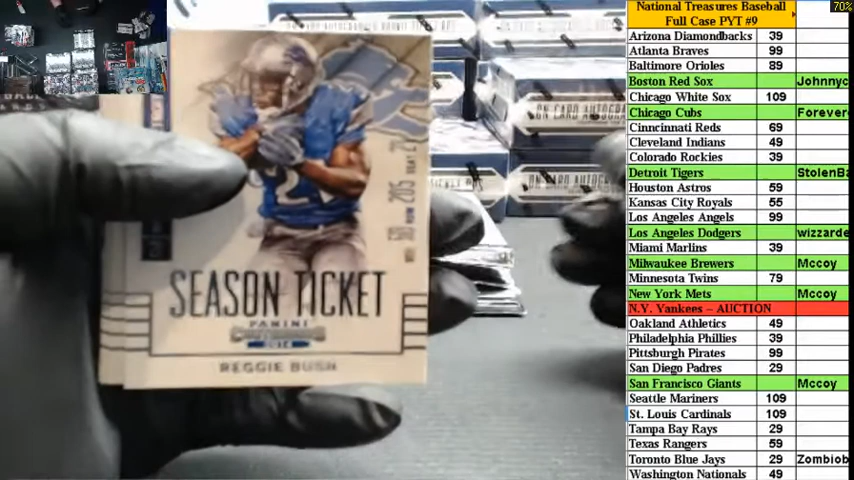 70%
National Treasures Baseball
Full Case PYT #9
Arizona Diamondbacks 39
Atlanta Braves 99
Baltimore Orioles 89
Boston Red Sox Johnnyc
Chicago White Sox 109
Chicago Cubs Forever
Cinncinati Reds 69
Cleveland Indians 49
Colorado Rockies 39
Detroit Tigers StolenBa
Houston Astros 59
Kansas City Royals 55
Los Angeles Angels 99
Los Angeles Dodgers wizzarde
Miami Marlins 39
Milwaukee Brewers Mccoy
Minnesota Twins 79
New York Mets Mccoy
N.Y. Yankees – AUCTION
Oakland Athletics 49
Philadelphia Phillies 39
Pittsburgh Pirates 99
San Diego Padres 29
San Francisco Giants Mccoy
Seattle Mariners 109
St. Louis Cardinals 109
Tampa Bay Rays 29
Texas Rangers 59
Toronto Blue Jays 29 Zombiob
Washington Nationals 49
SEASON TICKET
PANINI
REGGIE BUSH
ON CARD AUTOGRA